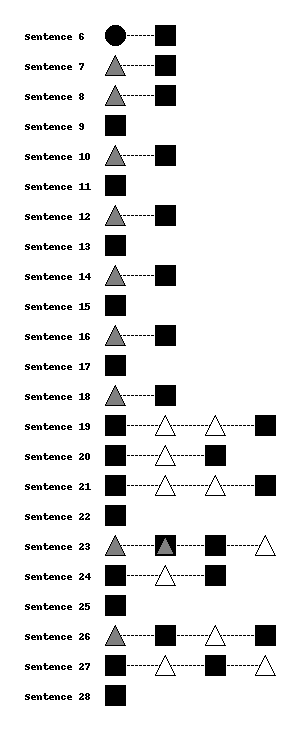 Sentence 6
Sentence 7
Sentence 8
Sentence 9
Sentence 10
Sentence 11
Sentence 12
Sentence 13
Sentence 14
Sentence 15
Sentence 16
Sentence 17
Sentence 18
Sentence 19
Sentence 20
Sentence 21
Sentence 22
Sentence 23
Sentence 24
Sentence 25
Sentence 26
Sentence 27
Sentence 28